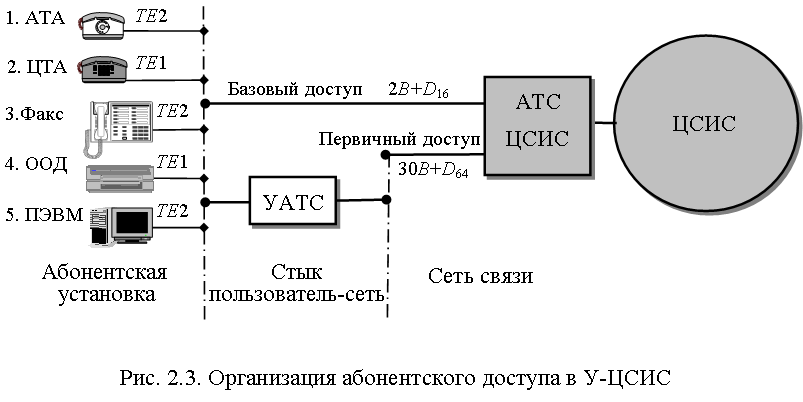 1. АТА
TE2
2. ЦТА
TE1
3.Факс
TE2
4. ООД
TE1
5. ПЭВМ
TE2
Базовый доступ 2B+D16
Первичный доступ
30B+D64
УАТС
АТС
ЦСИС
ЦСИС
Абонентская
установка
Стык
пользователь-сеть
Сеть связи
Рис. 2.3. Организация абонентского доступа в У-ЦСИС